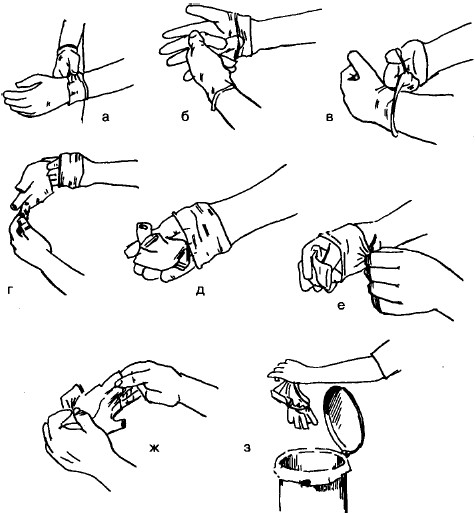 а б в
г д е
ж з